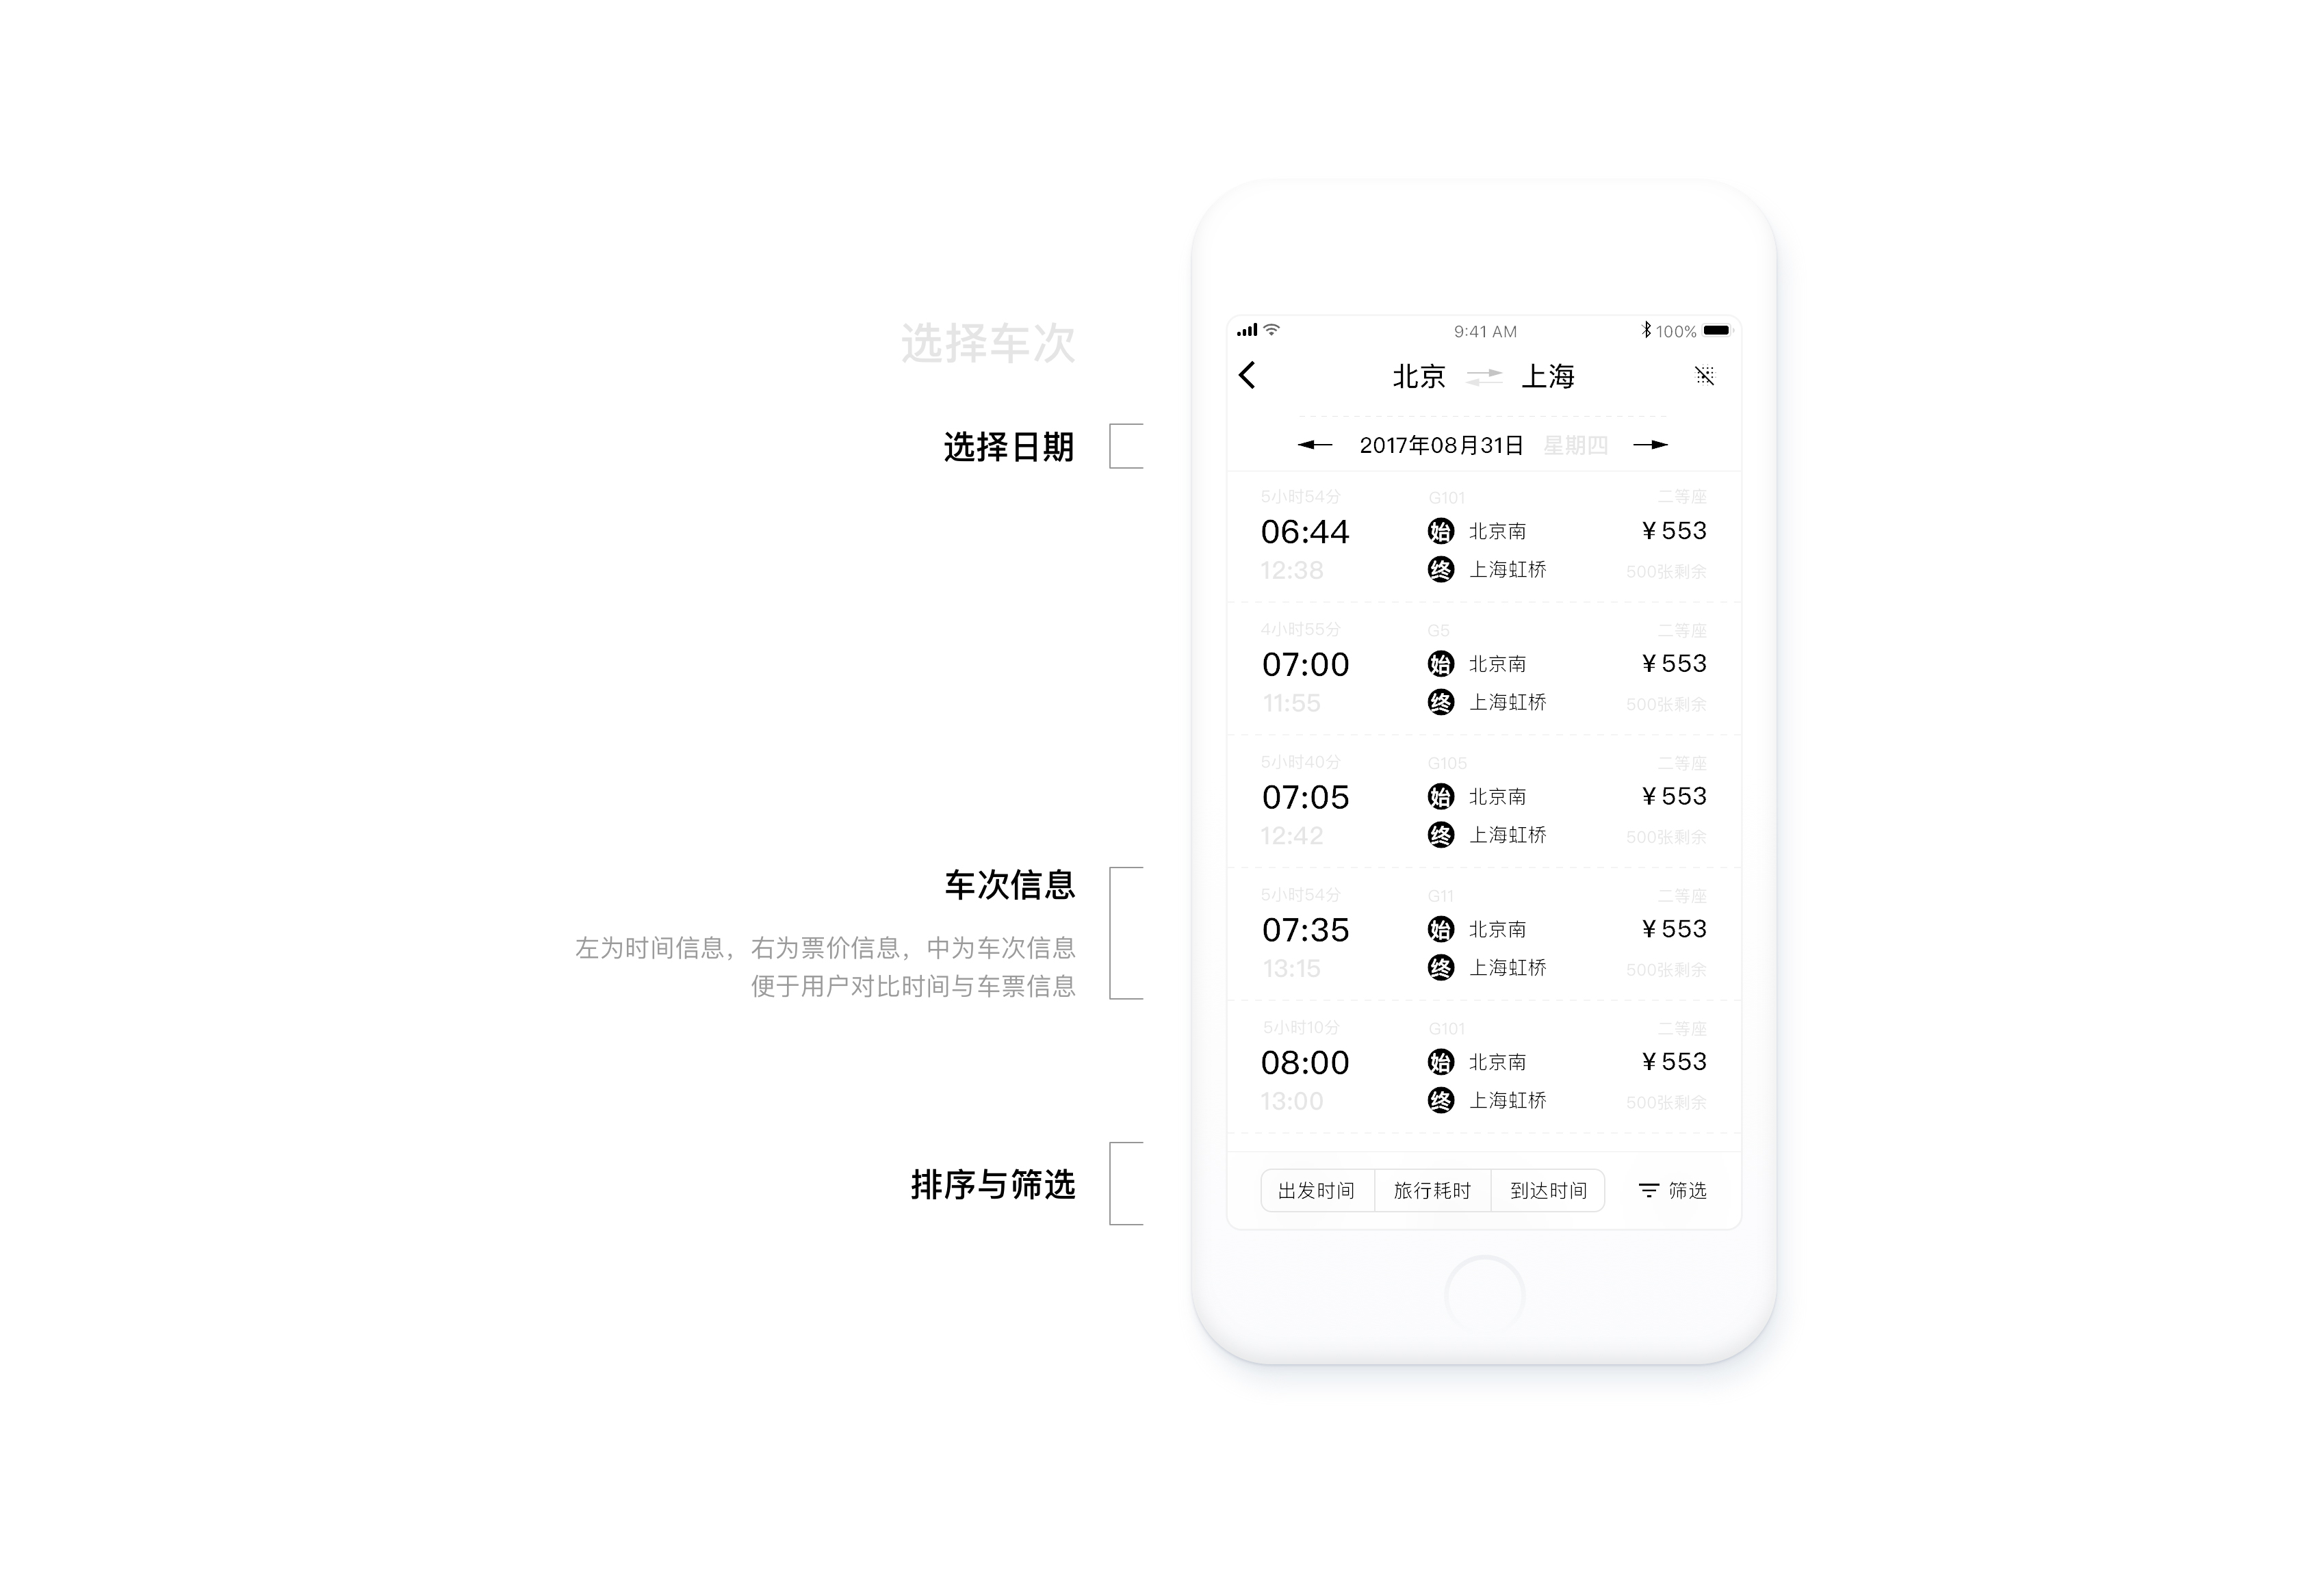 选择车次
选择日期
车次信息
左为时间信息，右为票价信息，中为车次信息
便于用户对比时间与车票信息
排序与筛选
9:41 AM
100%
北京 上海
2017年08月31日 星期四
5小时54分 G101 二等座
06:44 始 北京南 ¥ 553
12:38 终 上海虹桥 500张剩余
4小时55分 G5 二等座
07:00 始 北京南 ¥ 553
11:55 终 上海虹桥 500张剩余
5小时40分 G105 二等座
07:05 始 北京南 ¥ 553
12:42 终 上海虹桥 500张剩余
5小时54分 G11 二等座
07:35 始 北京南 ¥ 553
13:15 终 上海虹桥 500张剩余
5小时10分 G101 二等座
08:00 始 北京南 ¥ 553
13:00 终 上海虹桥 500张剩余
出发时间 旅行耗时 到达时间 筛选